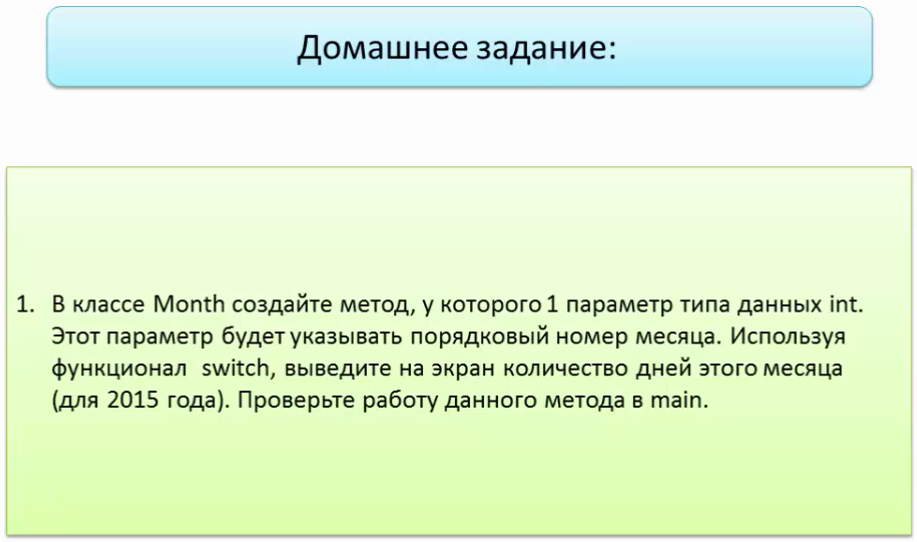 Домашнее задание:
1. В классе Month создайте метод, у которого 1 параметр типа данных int.
Этот параметр будет указывать порядковый номер месяца. Используя
функционал switch, выведите на экран количество дней этого месяца
(для 2015 года). Проверьте работу данного метода в main.